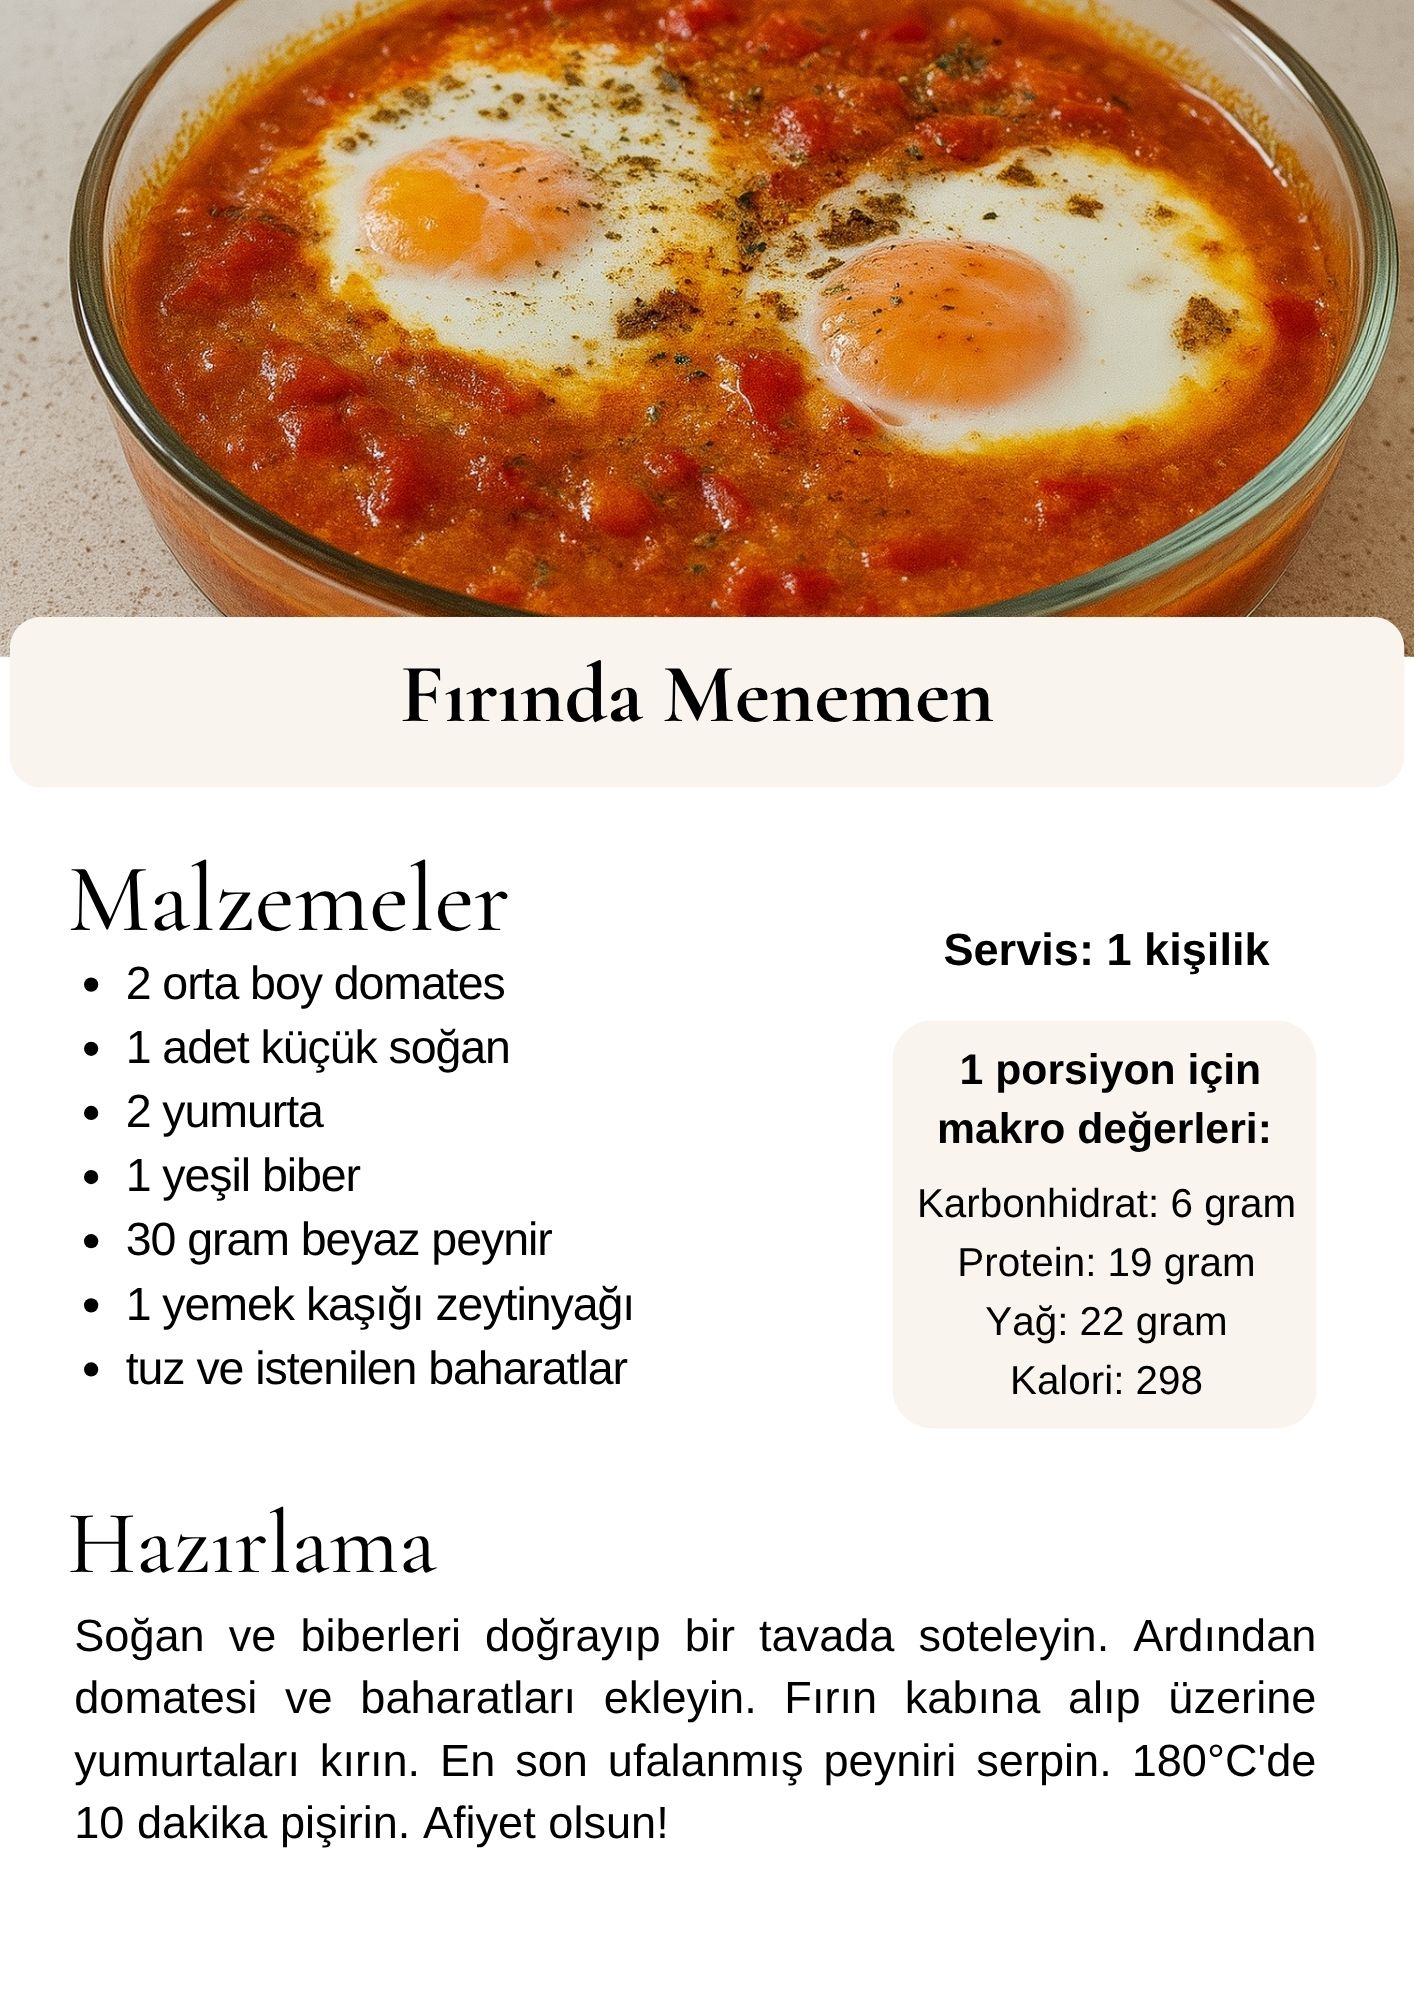 Fırında Menemen
Malzemeler
2 orta boy domates
1 adet küçük soğan
2 yumurta
1 yeşil biber
30 gram beyaz peynir
1 yemek kaşığı zeytinyağı
tuz ve istenilen baharatlar
Servis: 1 kişilik
1 porsiyon için
makro değerleri:
Karbonhidrat: 6 gram
Protein: 19 gram
Yağ: 22 gram
Kalori: 298
Hazırlama
Soğan ve biberleri doğrayıp bir tavada soteleyin. Ardından
domatesi ve baharatları ekleyin. Fırın kabına alıp üzerine
yumurtaları kırın. En son ufalanmış peyniri serpin. 180°C'de
10 dakika pişirin. Afiyet olsun!